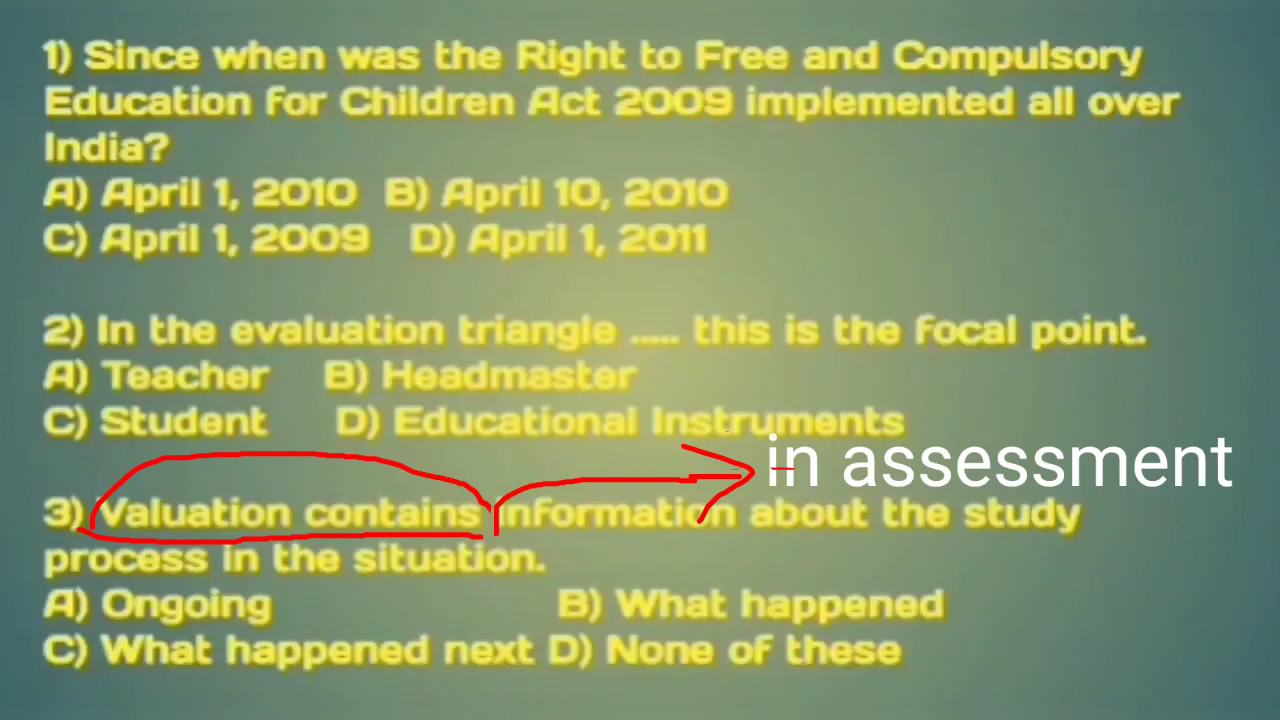 1) Since when was the Right to Free and Compulsory
Education for Children Act 2009 implemented all over
India?
A) April 1, 2010 B) April 10, 2010
C) April 1, 2009 D) April 1, 2011
2) In the evaluation triangle ..... this is the focal point.
A) Teacher B) Headmaster
C) Student D) Educational Instruments
in assessment
3) Valuation contains information about the study
process in the situation.
A) Ongoing B) What happened
C) What happened next D) None of these